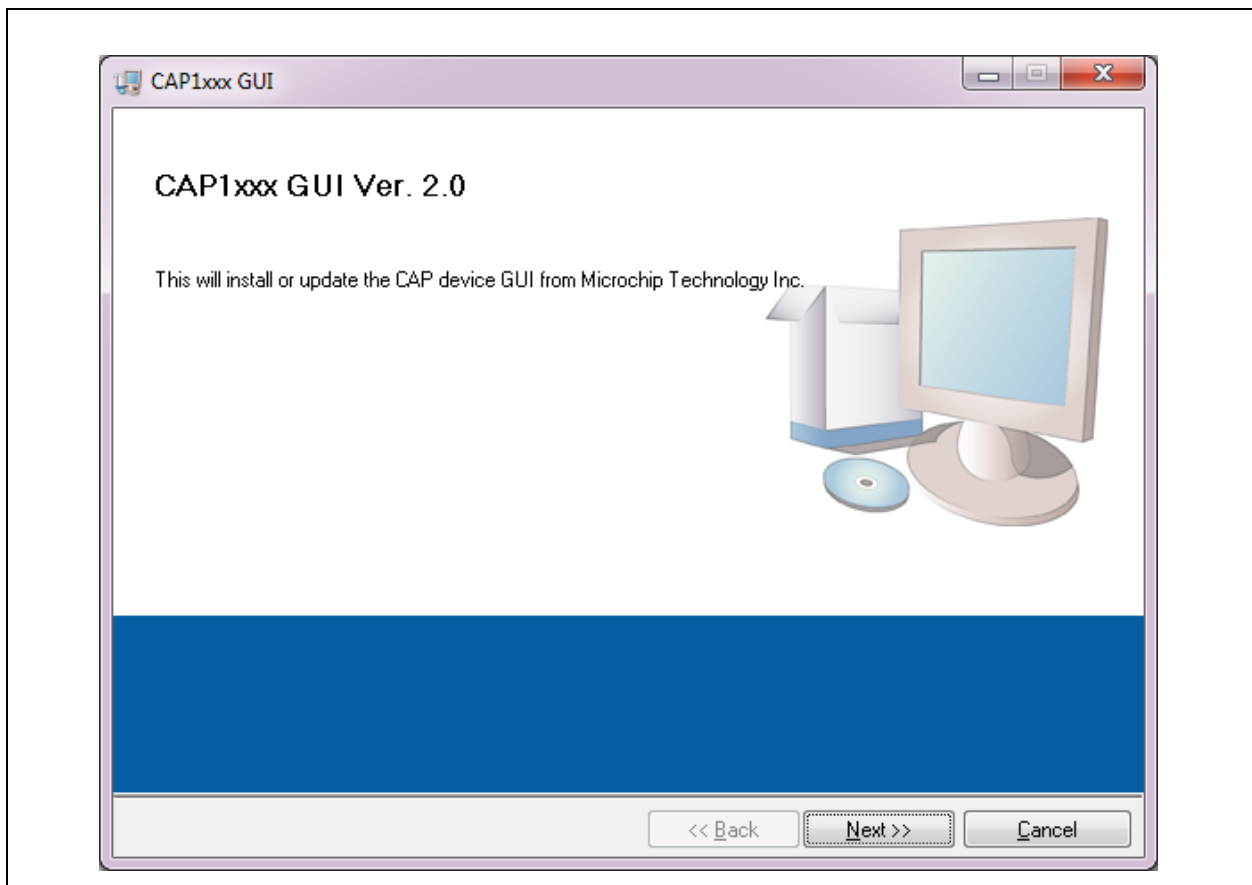 CAP1xxx GUI
CAP1xxx GUI Ver. 2.0
This will install or update the CAP device GUI from Microchip Technology Inc.
<< Back
Next >>
Cancel